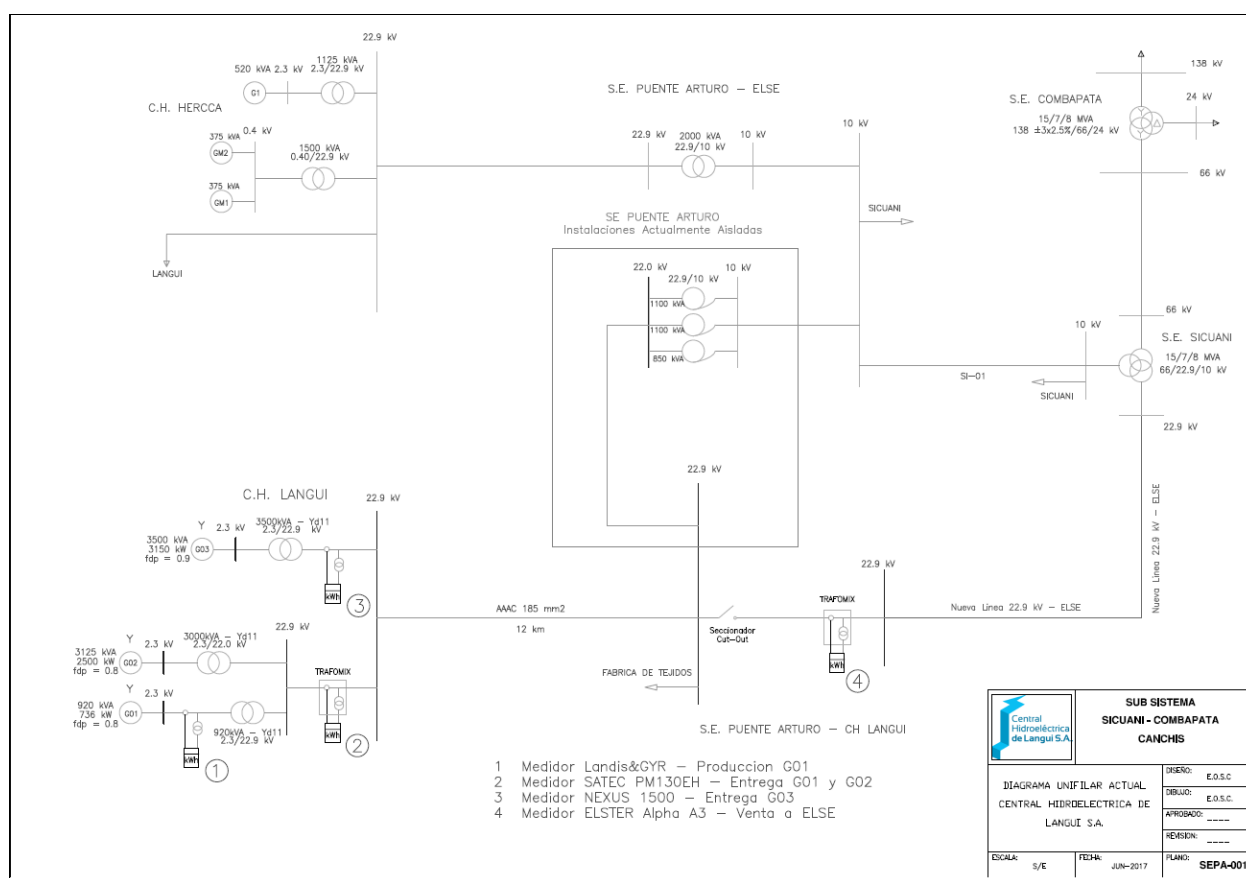 22.9 kV
1125 kVA
2.3/22.9 kV
520 kVA
2.3 kV
G1
C.H. HERCCA
0.4 kV
375 kVA
GM2
1500 kVA
0.40/22.9 kV
375 kVA
GM1
LANGUI
S.E. PUENTE ARTURO – ELSE
22.9 kV
2000 kVA
22.9/10 kV
10 kV
10 kV
SICUANI
138 kV
S.E. COMBAPATA
15/7/8 MVA
138 ±3x2.5%/66/24 kV
24 kV
66 kV
SE PUENTE ARTURO
Instalaciones Actualmente Aisladas
22.0 kV
22.9/10 kV
10 kV
1100 kVA
1100 kVA
850 kVA
66 kV
10 kV
S.E. SICUANI
15/7/8 MVA
66/22.9/10 kV
SI–01
SICUANI
22.9 kV
Nueva Línea 22.9 kV – ELSE
C.H. LANGUI
22.9 kV
Y
2.3 kV
3500kVA – Yd11
2.3/22.9 kV
3500 kVA
3150 kW
fdp = 0.9
G03
kWh
3
22.9 kV
Y
2.3 kV
3000kVA – Yd11
2.3/22.0 kV
3125 kVA
2500 kW
fdp = 0.8
G02
TRAFOMIX
kWh
2
Y
2.3 kV
920 kVA
736 kW
fdp = 0.8
G01
920kVA – Yd11
2.3/22.9 kV
kWh
1
AAAC 185 mm2
12 km
22.9 kV
Seccionador
Cut–Out
TRAFOMIX
kWh
4
22.9 kV
Nueva Línea 22.9 kV – ELSE
FABRICA DE TEJIDOS
S.E. PUENTE ARTURO – CH LANGUI
1 Medidor Landis&GYR – Produccion G01
2 Medidor SATEC PM130EH – Entrega G01 y G02
3 Medidor NEXUS 1500 – Entrega G03
4 Medidor ELSTER Alpha A3 – Venta a ELSE
Central
Hidroeléctrica
de Langui S.A.
SUB SISTEMA
SICUANI - COMBAPATA
CANCHIS
DIAGRAMA UNIFILAR ACTUAL
CENTRAL HIDROELECTRICA DE
LANGUI S.A.
DISEÑO: E.O.S.C
DIBUJO: E.O.S.C.
APROBADO: ----
REVISION: ----
ESCALA: S/E
FECHA: JUN-2017
PLANO: SEPA-001